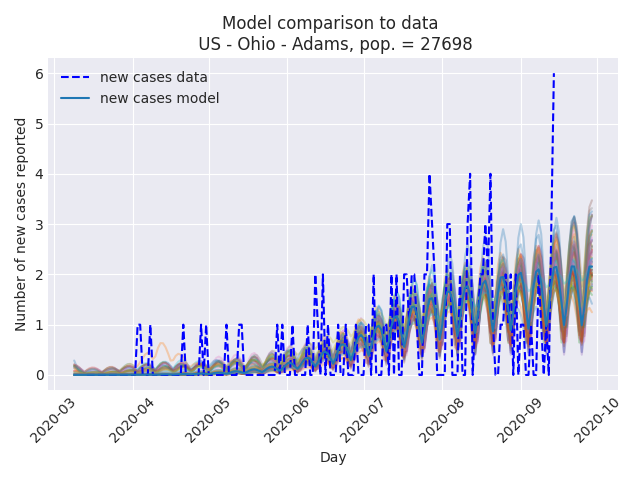 Model comparison to data
US - Ohio - Adams, pop. = 27698
new cases data
new cases model
Number of new cases reported
6
5
4
3
2
1
0
2020-03
2020-04
2020-05
2020-06
2020-07
2020-08
2020-09
2020-10
Day